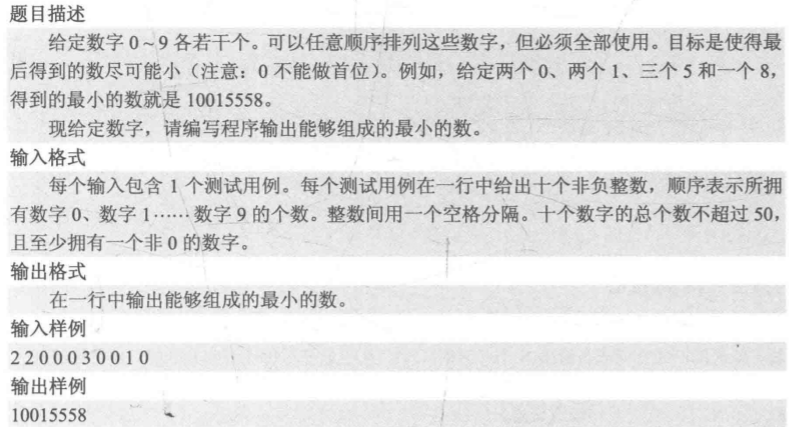 题目描述
给定数字 0~9 各若干个。可以任意顺序排列这些数字，但必须全部使用。目标是使得最
后得到的数尽可能小（注意：0 不能做首位）。例如，给定两个 0、两个 1、三个 5 和一个 8，
得到的最小的数就是 10015558。
现给定数字，请编写程序输出能够组成的最小的数。
输入格式
每个输入包含 1 个测试用例。每个测试用例在一行中给出十个非负整数，顺序表示所拥
有数字 0、数字 1……数字 9 的个数。整数间用一个空格分隔。十个数字的总个数不超过 50，
且至少拥有一个非 0 的数字。
输出格式
在一行中输出能够组成的最小的数。
输入样例
2 2 0 0 0 3 0 0 1 0
输出样例
10015558